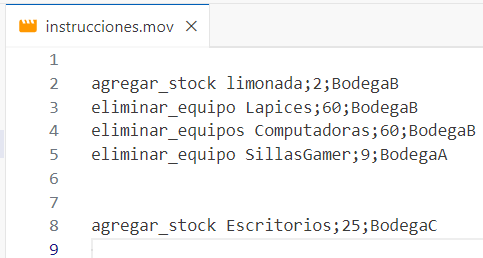 instrucciones.mov
1
2 agregar_stock limonada;2;BodegaB
3 eliminar_equipo Lapices;60;BodegaB
4 eliminar_equipos Computadoras;60;BodegaB
5 eliminar_equipo SillasGamer;9;BodegaA
6
7
8 agregar_stock Escritorios;25;BodegaC
9